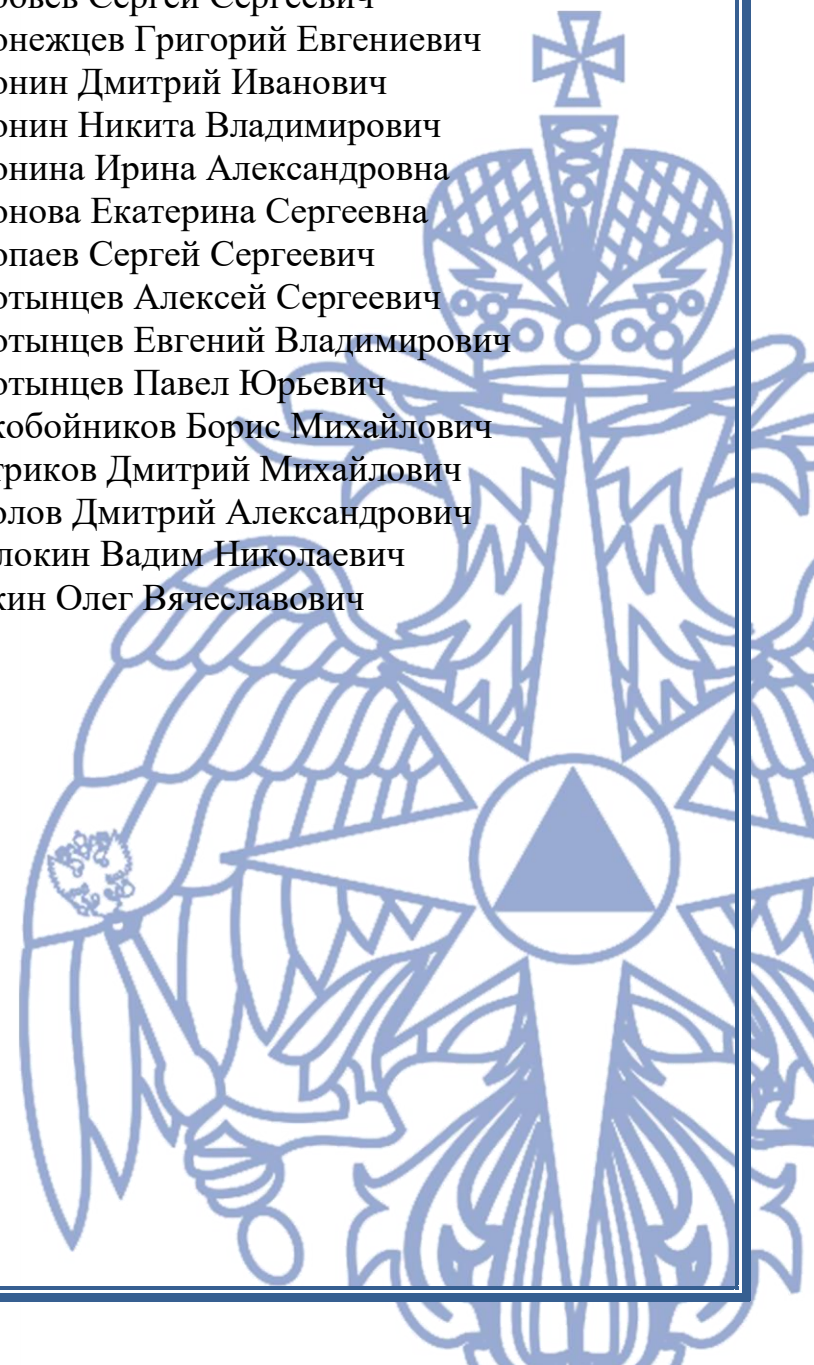 ровьев Сергей Сергеевич
онежцев Григорий Евгениевич
онин Дмитрий Иванович
онин Никита Владимирович
онина Ирина Александровна
онова Екатерина Сергеевна
опаев Сергей Сергеевич
отынцев Алексей Сергеевич
отынцев Евгений Владимирович
отынцев Павел Юрьевич
кобойников Борис Михайлович
триков Дмитрий Михайлович
олов Дмитрий Александрович
локин Вадим Николаевич
кин Олег Вячеславович